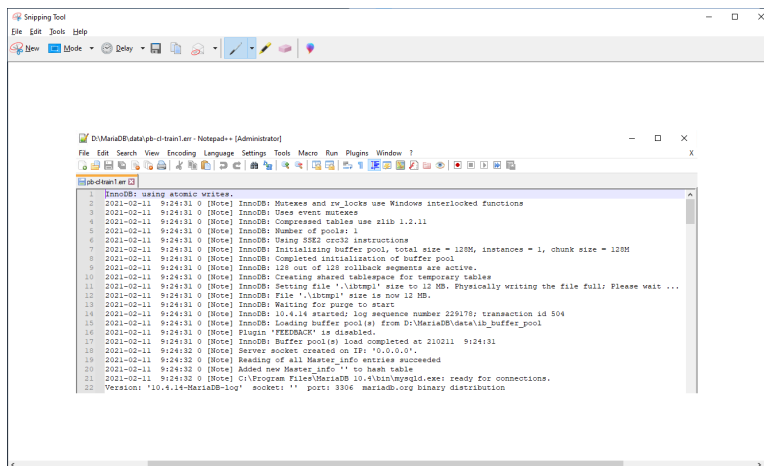 Snipping Tool
File Edit Tools Help
New Mode Delay
D:\MariaDB\data\pb-cl-train1.err - Notepad++ [Administrator]
File Edit Search View Encoding Language Settings Tools Macro Run Plugins Window ? X
pb-cl-train1.err
1 InnoDB: using atomic writes.
2 2021-02-11 9:24:31 0 [Note] InnoDB: Mutexes and rw_locks use Windows interlocked functions
3 2021-02-11 9:24:31 0 [Note] InnoDB: Uses event mutexes
4 2021-02-11 9:24:31 0 [Note] InnoDB: Compressed tables use zlib 1.2.11
5 2021-02-11 9:24:31 0 [Note] InnoDB: Number of pools: 1
6 2021-02-11 9:24:31 0 [Note] InnoDB: Using SSE2 crc32 instructions
7 2021-02-11 9:24:31 0 [Note] InnoDB: Initializing buffer pool, total size = 128M, instances = 1, chunk size = 128M
8 2021-02-11 9:24:31 0 [Note] InnoDB: Completed initialization of buffer pool
9 2021-02-11 9:24:31 0 [Note] InnoDB: 128 out of 128 rollback segments are active.
10 2021-02-11 9:24:31 0 [Note] InnoDB: Creating shared tablespace for temporary tables
11 2021-02-11 9:24:31 0 [Note] InnoDB: Setting file '.\ibtmp1' size to 12 MB. Physically writing the file full; Please wait ...
12 2021-02-11 9:24:31 0 [Note] InnoDB: File '.\ibtmp1' size is now 12 MB.
13 2021-02-11 9:24:31 0 [Note] InnoDB: Waiting for purge to start
14 2021-02-11 9:24:31 0 [Note] InnoDB: 10.4.14 started; log sequence number 229178; transaction id 504
15 2021-02-11 9:24:31 0 [Note] InnoDB: Loading buffer pool(s) from D:\MariaDB\data\ib_buffer_pool
16 2021-02-11 9:24:31 0 [Note] Plugin 'FEEDBACK' is disabled.
17 2021-02-11 9:24:31 0 [Note] InnoDB: Buffer pool(s) load completed at 210211 9:24:31
18 2021-02-11 9:24:32 0 [Note] Server socket created on IP: '0.0.0.0'.
19 2021-02-11 9:24:32 0 [Note] Reading of all Master_info entries succeeded
20 2021-02-11 9:24:32 0 [Note] Added new Master_info '' to hash table
21 2021-02-11 9:24:32 0 [Note] C:\Program Files\MariaDB 10.4\bin\mysqld.exe: ready for connections.
22 Version: '10.4.14-MariaDB-log' socket: '' port: 3306 mariadb.org binary distribution